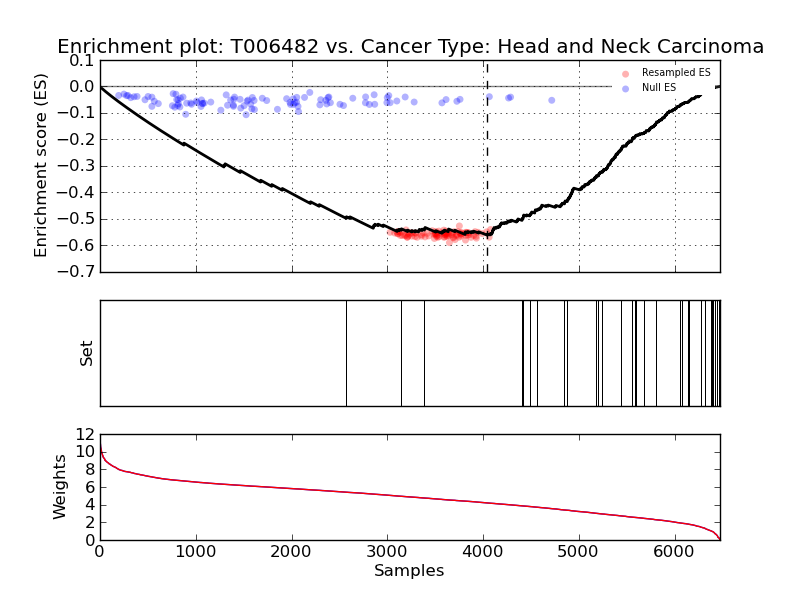 Enrichment plot: T006482 vs. Cancer Type: Head and Neck Carcinoma
Enrichment score (ES)
0.1
0.0
−0.1
−0.2
−0.3
−0.4
−0.5
−0.6
−0.7
Resampled ES
Null ES
Set
Weights
12
10
8
6
4
2
0
0 1000 2000 3000 4000 5000 6000
Samples